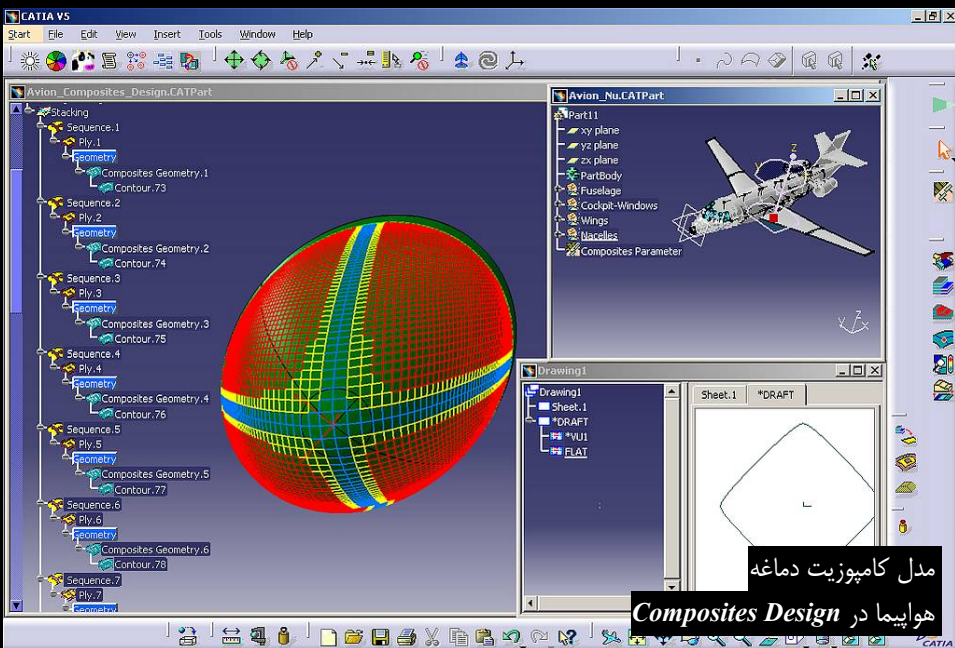 CATIA V5
Start File Edit View Insert Tools Window Help
Avion_Composites_Design.CATPart
Stacking
Sequence.1
Ply.1
Geometry
Composites Geometry.1
Contour.73
Sequence.2
Ply.2
Geometry
Composites Geometry.2
Contour.74
Sequence.3
Ply.3
Geometry
Composites Geometry.3
Contour.75
Sequence.4
Ply.4
Geometry
Composites Geometry.4
Contour.76
Sequence.5
Ply.5
Geometry
Composites Geometry.5
Contour.77
Sequence.6
Ply.6
Geometry
Composites Geometry.6
Contour.78
Sequence.7
Ply.7
Geometry
Avion_Nu.CATPart
Part11
xy plane
yz plane
zx plane
PartBody
Fuselage
Cockpit-Windows
Wings
Nacelles
Composites Parameter
z
y
z
y x
Drawing1
Drawing1
Sheet.1
*DRAFT
*VU1
FLAT
Sheet.1 *DRAFT
مدل کامپوزیت دماغه
هواپیما در Composites Design
CATIA